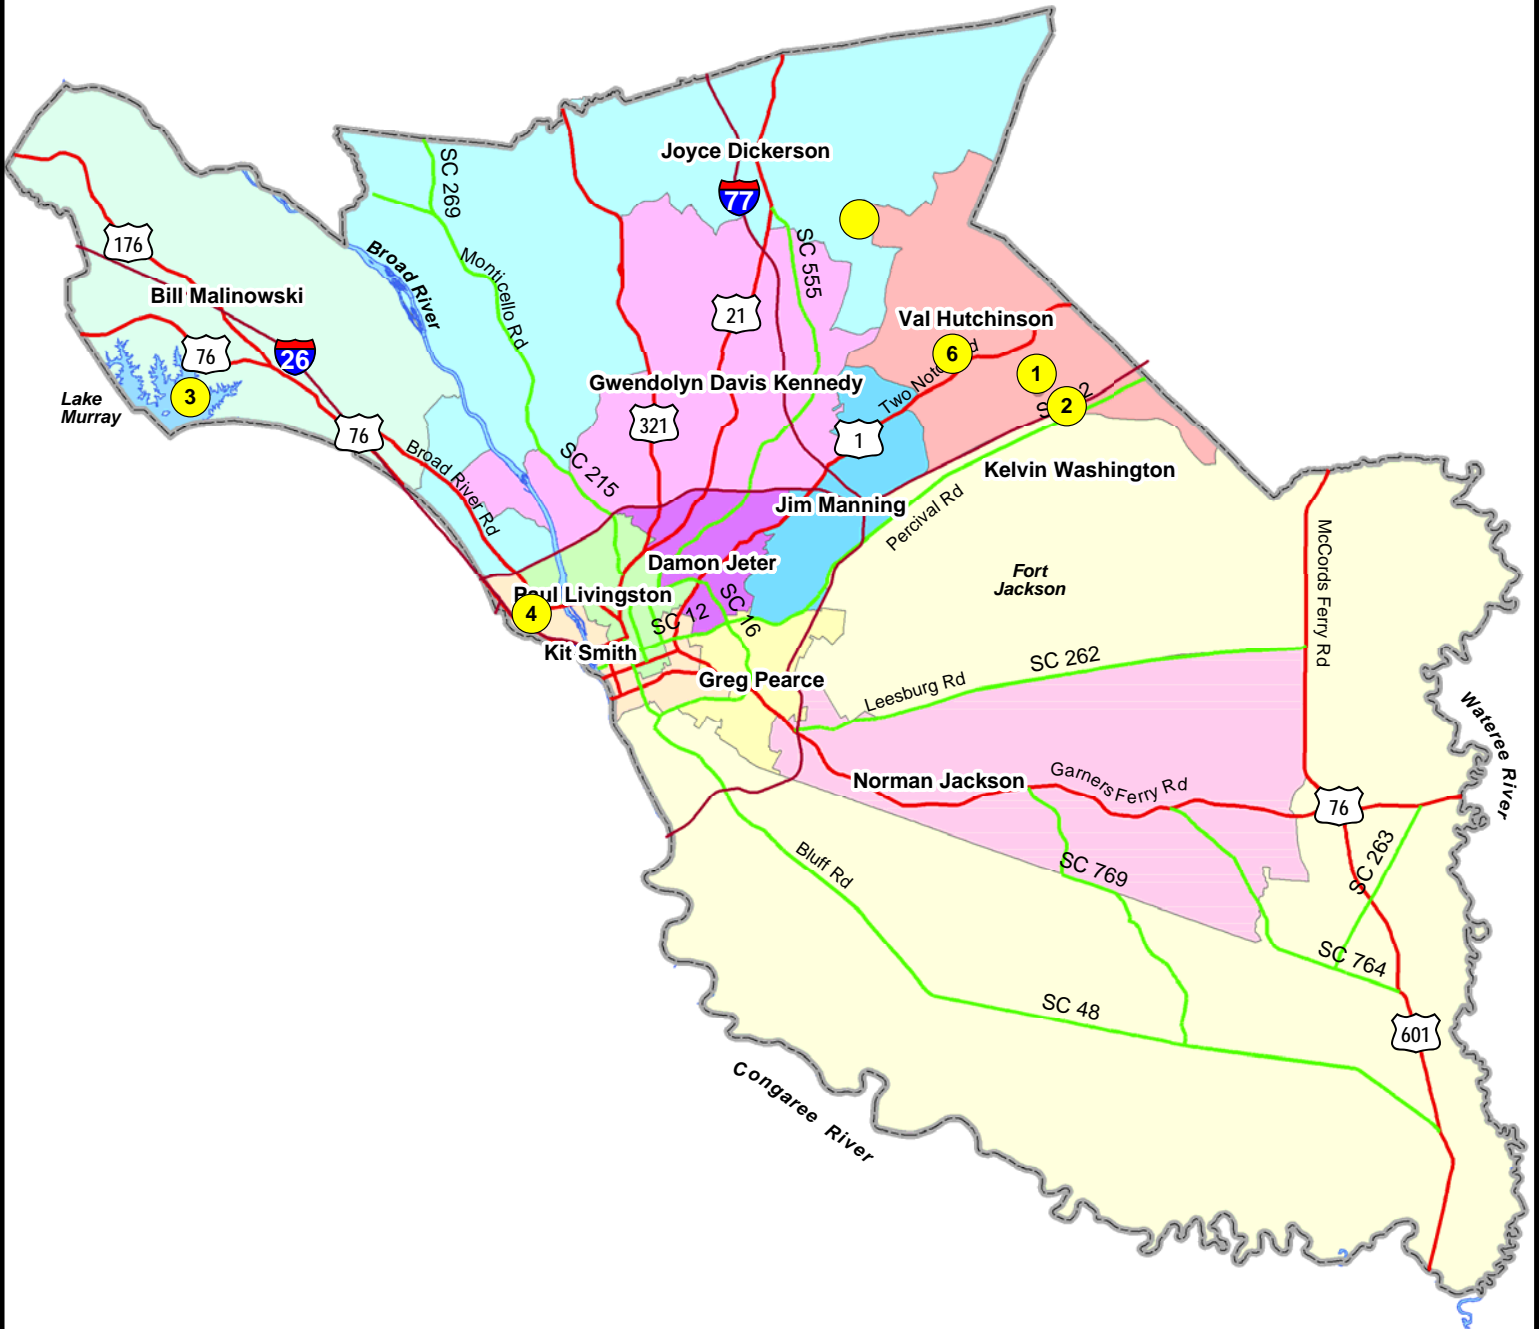 Joyce Dickerson
SC 269
77
176
Broad River
Monticello Rd
SC 555
Bill Malinowski
21
Val Hutchinson
76
26
6
1
2
3
Lake
Murray
Gwendolyn Davis Kennedy
Two Notc
321
76
1
Broad River Rd
SC 215
Kelvin Washington
Jim Manning
Percival Rd
McCords Ferry Rd
Damon Jeter
Fort
Jackson
Paul Livingston
4
SC 12
SC 16
Kit Smith
Greg Pearce
SC 262
Leesburg Rd
Wateree River
Norman Jackson
Garners Ferry Rd
76
Bluff Rd
SC 769
SC 263
SC 764
SC 48
601
Congaree River